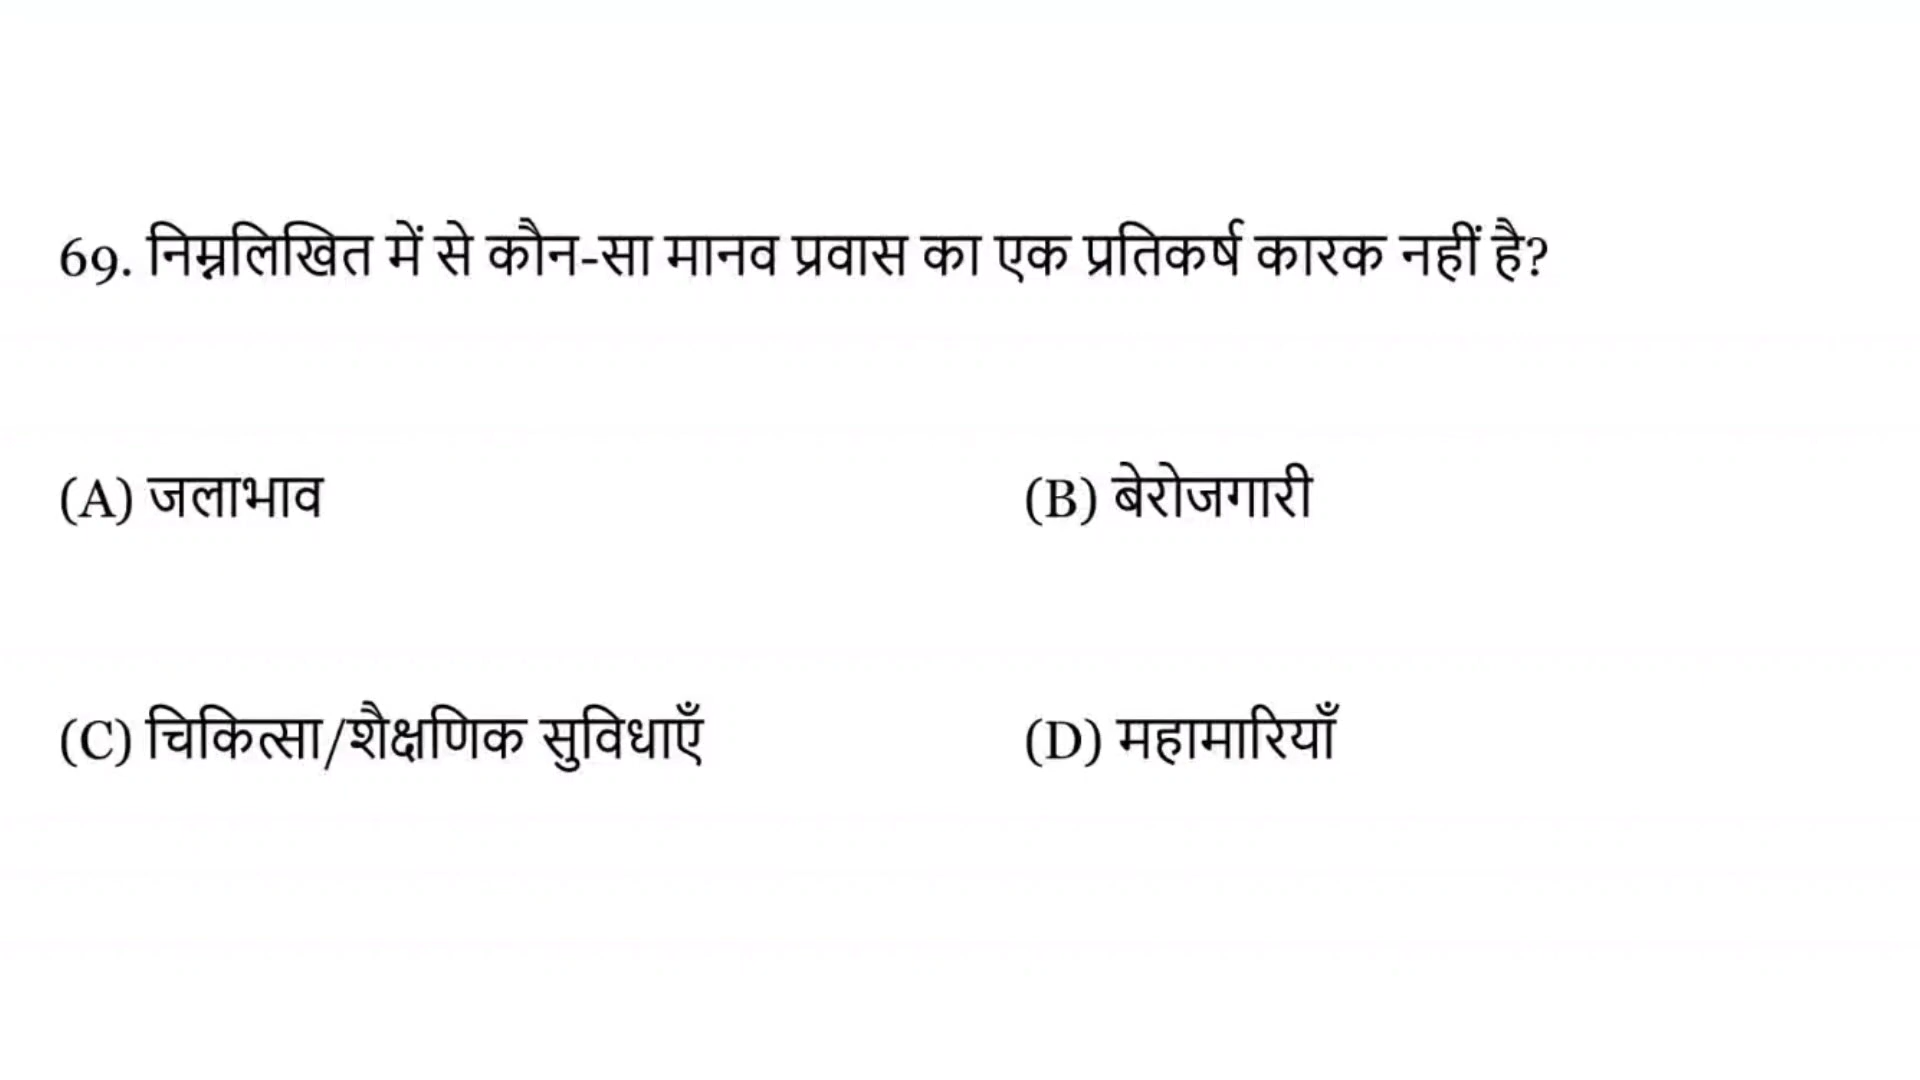 69. निम्नलिखित में से कौन-सा मानव प्रवास का एक प्रतिकर्ष कारक नहीं है?
(A) जलाभाव
(B) बेरोजगारी
(C) चिकित्सा/शैक्षणिक सुविधाएँ
(D) महामारियाँ